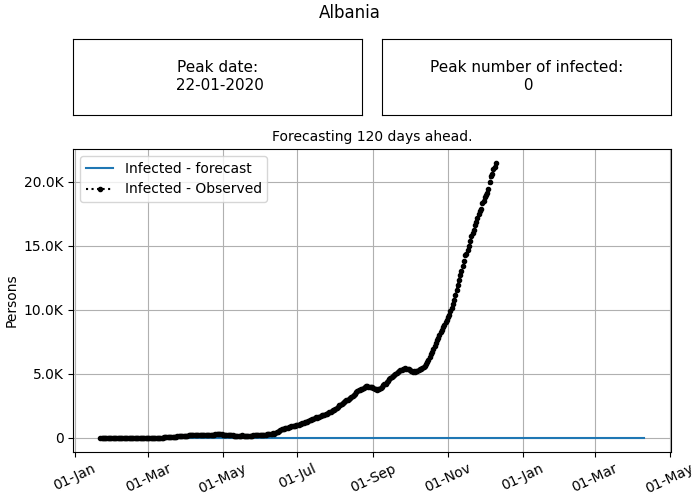 Albania
Peak date:
22-01-2020
Peak number of infected:
0
Forecasting 120 days ahead.
Infected - forecast
Infected - Observed
20.0K
15.0K
10.0K
5.0K
0
Persons
01-Jan
01-Mar
01-May
01-Jul
01-Sep
01-Nov
01-Jan
01-Mar
01-May